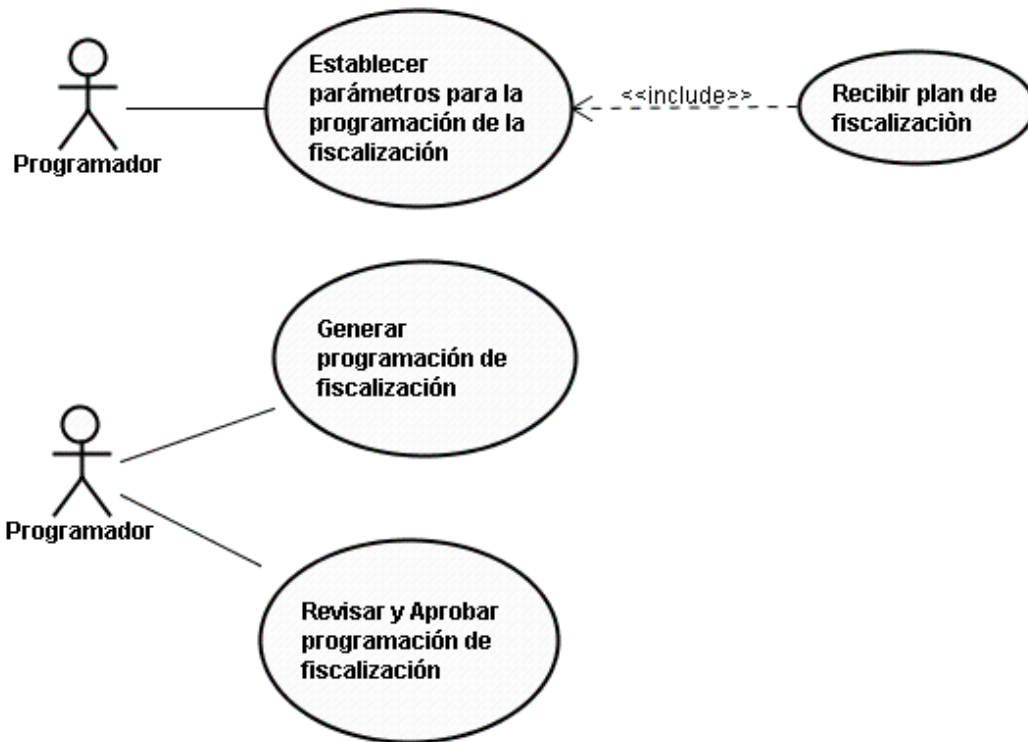 Establecer
parámetros para la
programación de la
fiscalización
<<include>>
Recibir plan de
fiscalizaciòn
Programador
Generar
programación de
fiscalización
Programador
Revisar y Aprobar
programación de
fiscalización